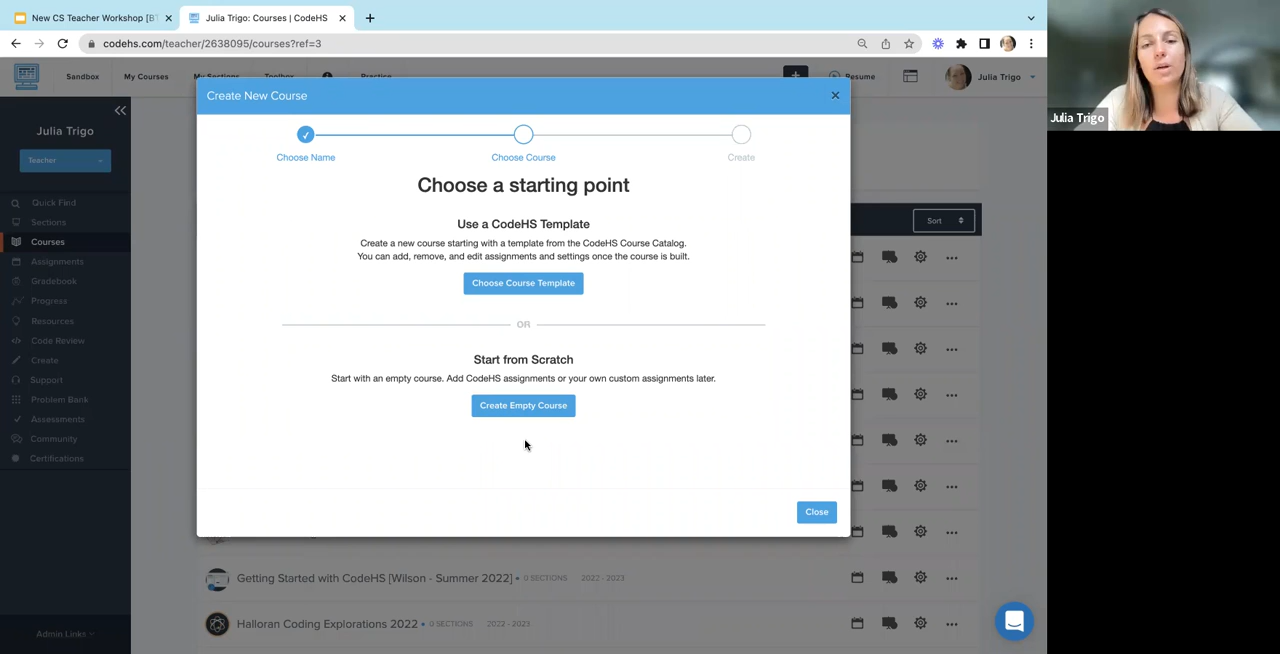 New CS Teacher Workshop [BT
Julia Trigo: Courses | CodeHS
codehs.com/teacher/2638095/courses?ref=3
Sandbox
My Courses
My Sections
Toolbox
Practice
Resume
Julia Trigo
Julia Trigo
Teacher
Quick Find
Sections
Courses
Assignments
Gradebook
Progress
Resources
Code Review
Create
Support
Problem Bank
Assessments
Community
Certifications
Admin Links
Create New Course
Choose Name
Choose Course
Create
Choose a starting point
Use a CodeHS Template
Create a new course starting with a template from the CodeHS Course Catalog.
You can add, remove, and edit assignments and settings once the course is built.
Choose Course Template
OR
Start from Scratch
Start with an empty course. Add CodeHS assignments or your own custom assignments later.
Create Empty Course
Close
Sort
Getting Started with CodeHS [Wilson - Summer 2022] • 0 SECTIONS 2022 - 2023
Halloran Coding Explorations 2022 • 0 SECTIONS 2022 - 2023
Julia Trigo